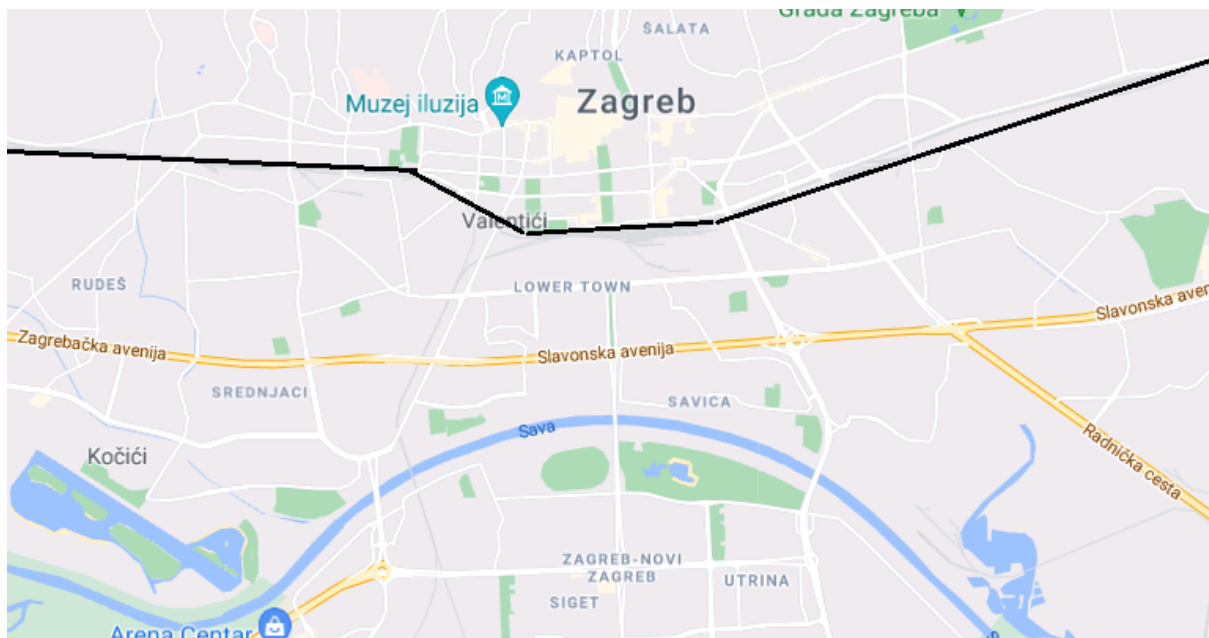 Grada Zagreba
ŠALATA
KAPTOL
Muzej iluzija
Zagreb
Valentići
RUDEŠ
LOWER TOWN
Slavonska aven
Zagrebačka avenija
Slavonska avenija
SREDNJACI
SAVICA
Sava
Kočići
Radnička cesta
ZAGREB-NOVI
ZAGREB
UTRINA
SIGET
Arena Centar